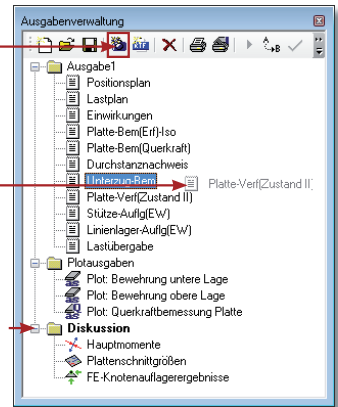 Ausgabenverwaltung
RTF A B
Ausgabe1
Positionsplan
Lastplan
Einwirkungen
Platte-Bem(Erf)-Iso
Platte-Bem(Querkraft)
Durchstanznachweis
Unterzug-Bem Platte-Verf(Zustand II)
Platte-Verf(Zustand II)
Stütze-Auflg(EW)
Linienlager-Auflg(EW)
Lastübergabe
Plotausgaben
Plot: Bewehrung untere Lage
Plot: Bewehrung obere Lage
Plot: Querkraftbemessung Platte
Diskussion
Hauptmomente
Plattenschnittgrößen
FE-Knotenauflagerergebnisse